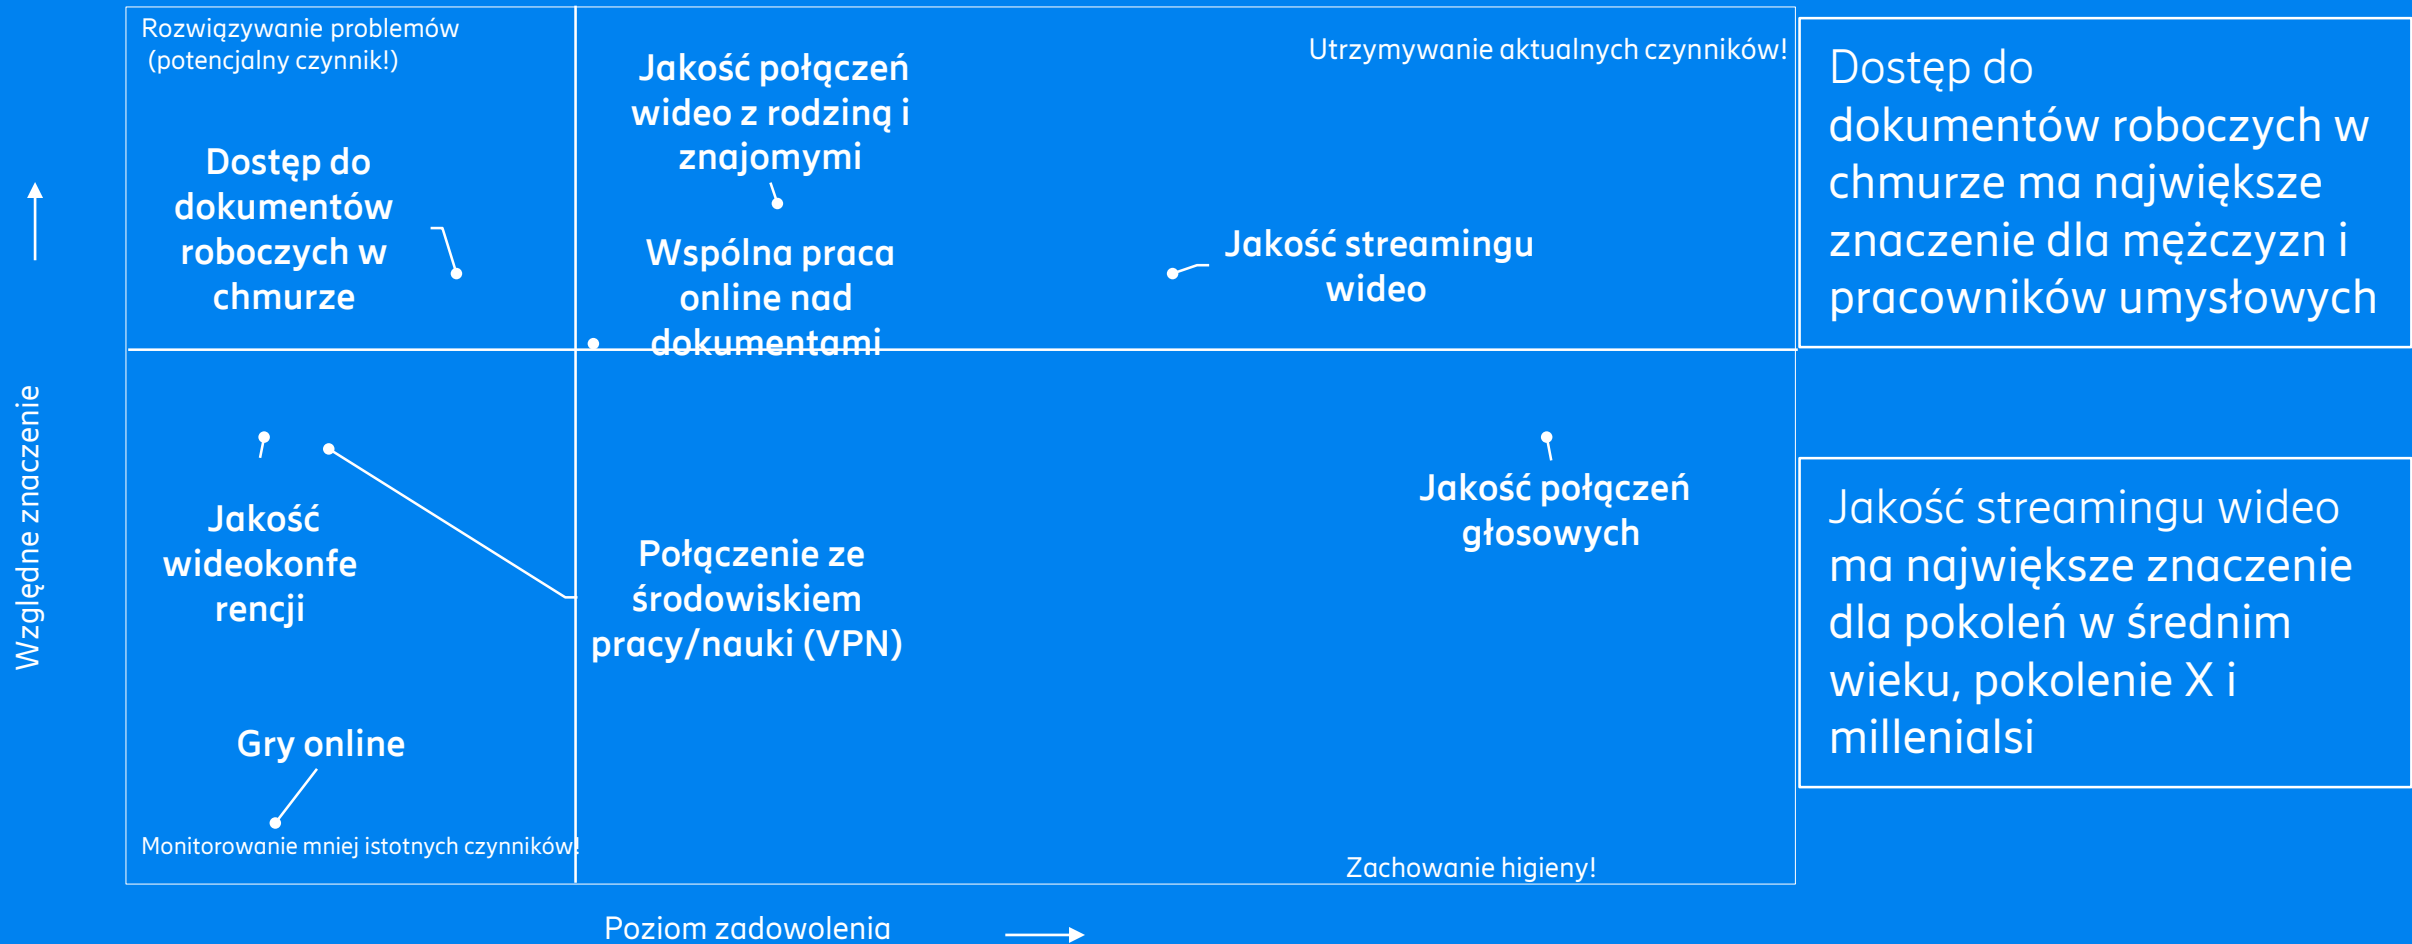 Rozwiązywanie problemów
(potencjalny czynnik!)
Utrzymywanie aktualnych czynników!
Jakość połączeń
wideo z rodziną i
znajomymi
Dostęp do
dokumentów
roboczych w
chmurze
Wspólna praca
online nad
dokumentami
Jakość streamingu
wideo
Dostęp do
dokumentów roboczych w
chmurze ma największe
znaczenie dla mężczyzn i
pracowników umysłowych
Względne znaczenie
Jakość
wideokonfe
rencji
Połączenie ze
środowiskiem
pracy/nauki (VPN)
Jakość połączeń
głosowych
Gry online
Jakość streamingu wideo
ma największe znaczenie
dla pokoleń w średnim
wieku, pokolenie X i
millenialsi
Monitorowanie mniej istotnych czynników!
Zachowanie higieny!
Poziom zadowolenia